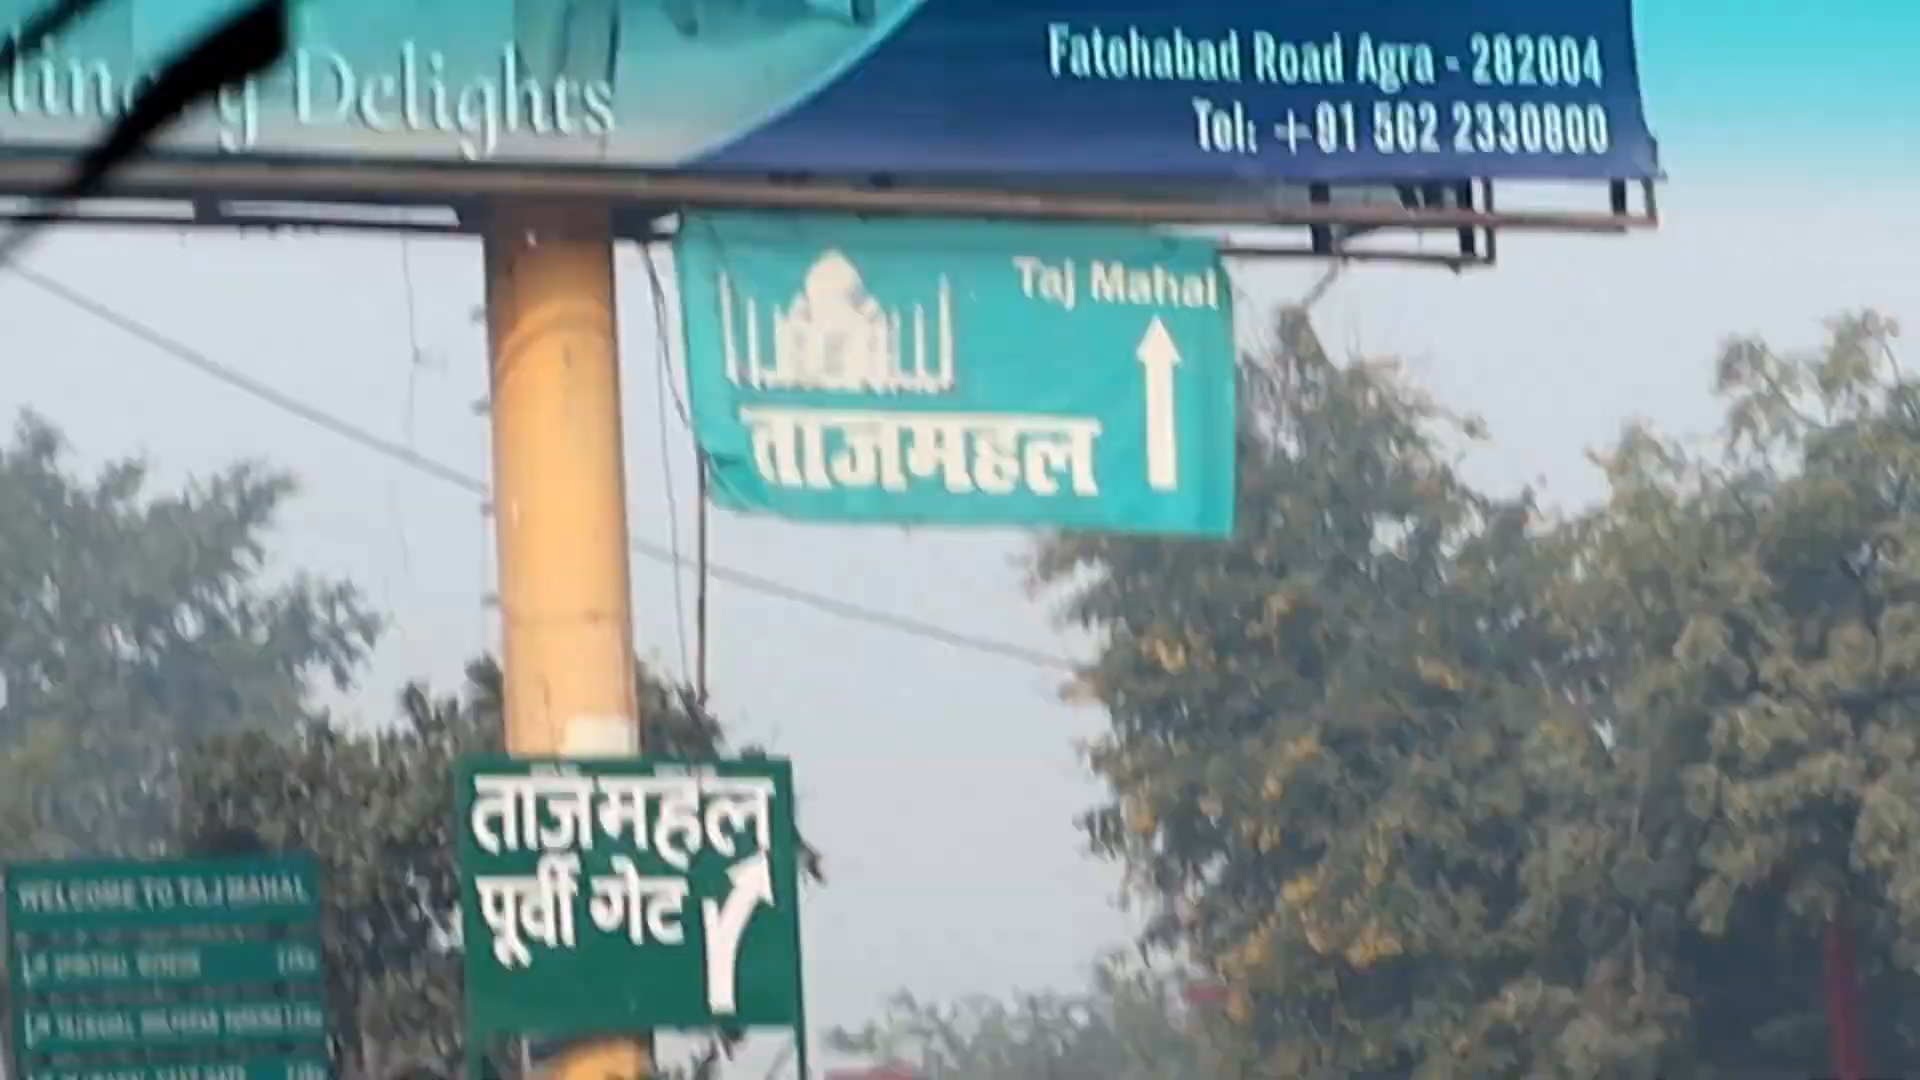 Delights
Fatehabad Road Agra - 282004
Tel: +91 562 2330800
Taj Mahal
ताजमहल
ताजमहल
पूर्वी गेट
WELCOME TO TAJ MAHAL